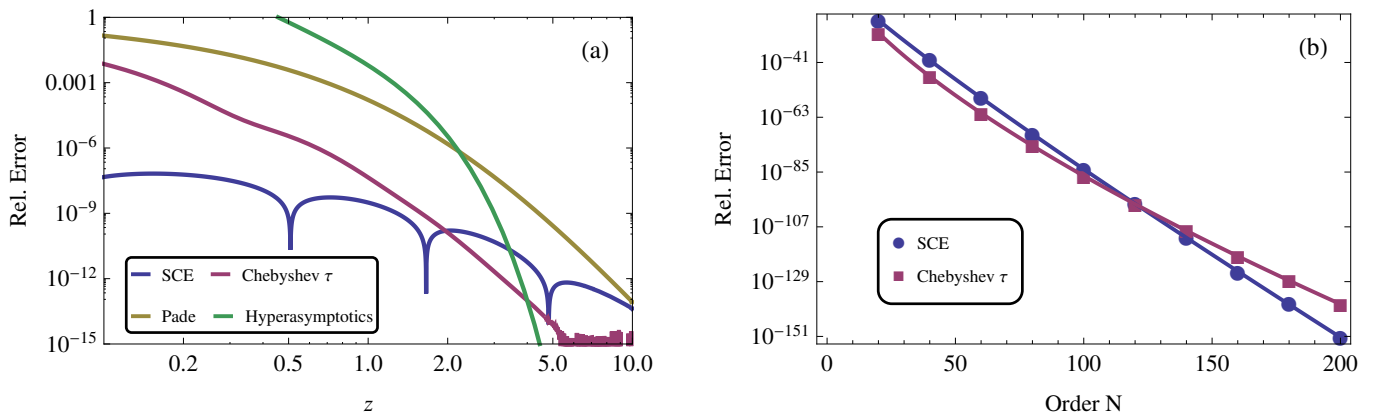 (a)
Rel. Error
1
0.001
10^-6
10^-9
10^-12
10^-15
0.2
0.5
1.0
2.0
5.0
10.0
z
SCE
Chebyshev τ
Pade
Hyperasymptotics
(b)
Rel. Error
10^-41
10^-63
10^-85
10^-107
10^-129
10^-151
0
50
100
150
200
Order N
SCE
Chebyshev τ